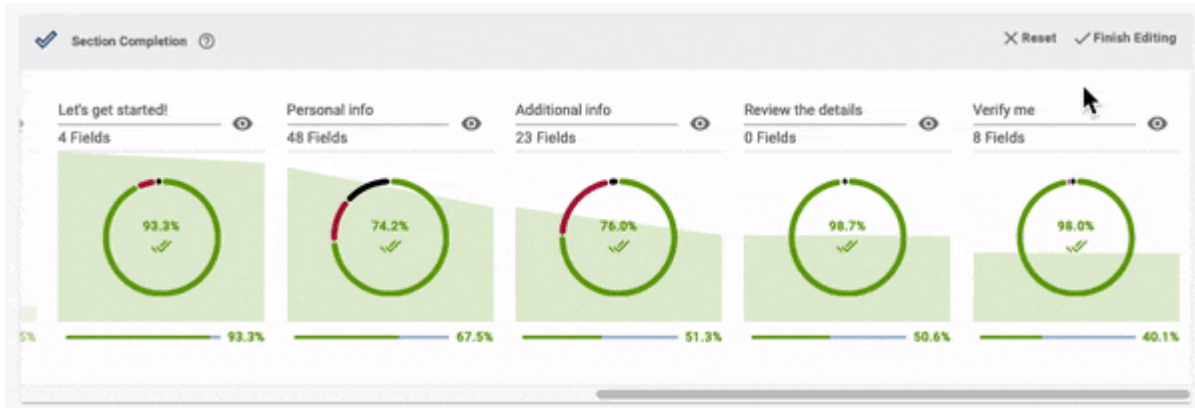 Section Completion
Reset
Finish Editing
Let's get started!
4 Fields
Personal info
48 Fields
Additional info
23 Fields
Review the details
0 Fields
Verify me
8 Fields
93.3%
74.2%
76.0%
98.7%
98.0%
5%
93.3%
67.5%
51.3%
50.6%
40.1%